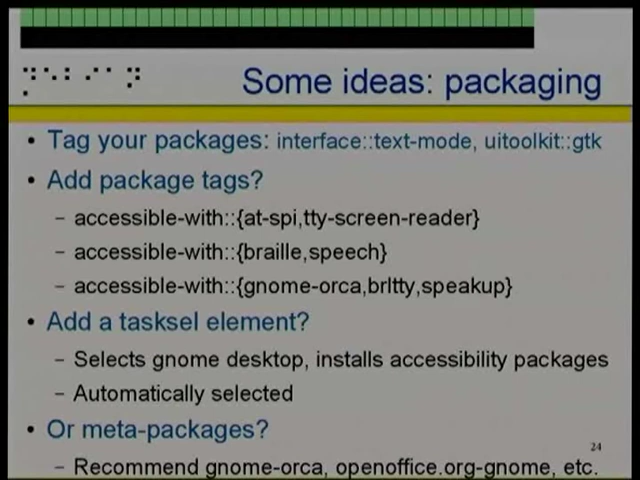 Some ideas: packaging
• Tag your packages: interface::text-mode, uitoolkit::gtk
• Add package tags?
– accessible-with::{at-spi,tty-screen-reader}
– accessible-with::{braille,speech}
– accessible-with::{gnome-orca,brltty,speakup}
• Add a tasksel element?
– Selects gnome desktop, installs accessibility packages
– Automatically selected
• Or meta-packages?
24
– Recommend gnome-orca, openoffice.org-gnome, etc.